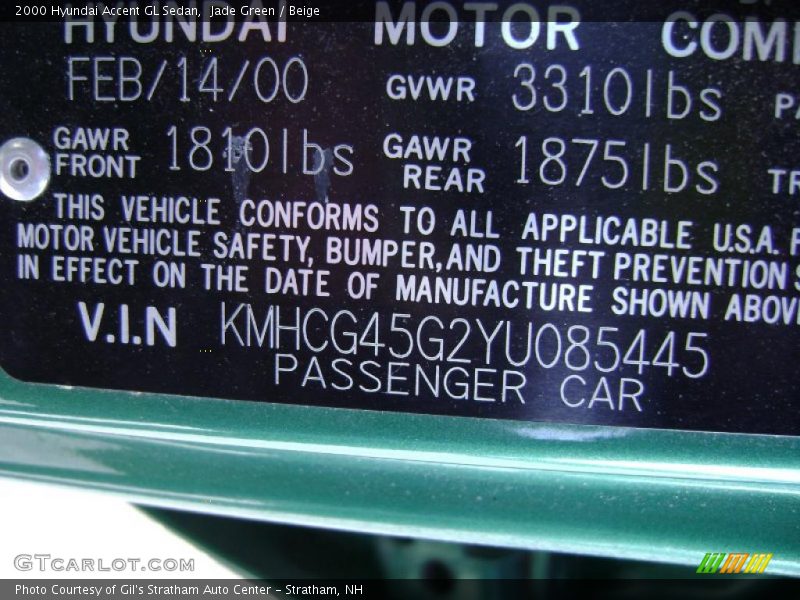 2000 Hyundai Accent GL Sedan, Jade Green / Beige
HYUNDAI MOTOR COM
FEB/14/00 GVWR 3310lbs PA
GAWR FRONT 1810lbs GAWR REAR 1875lbs TR
THIS VEHICLE CONFORMS TO ALL APPLICABLE U.S.A. F
MOTOR VEHICLE SAFETY, BUMPER, AND THEFT PREVENTION S
IN EFFECT ON THE DATE OF MANUFACTURE SHOWN ABOV
V.I.N KMHCG45G2YU085445
PASSENGER CAR
GTCARLOT.COM
Photo Courtesy of Gil's Stratham Auto Center - Stratham, NH